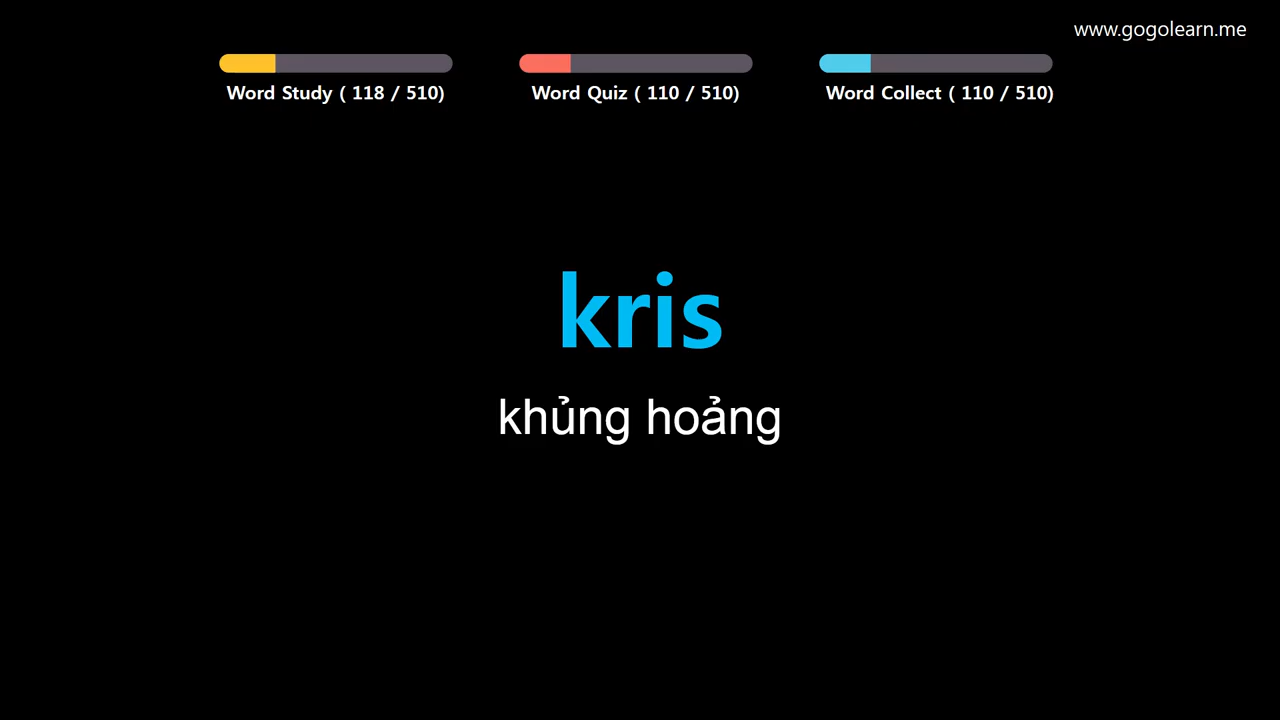 www.gogolearn.me
Word Study ( 118 / 510)
Word Quiz ( 110 / 510)
Word Collect ( 110 / 510)
kris
khủng hoảng